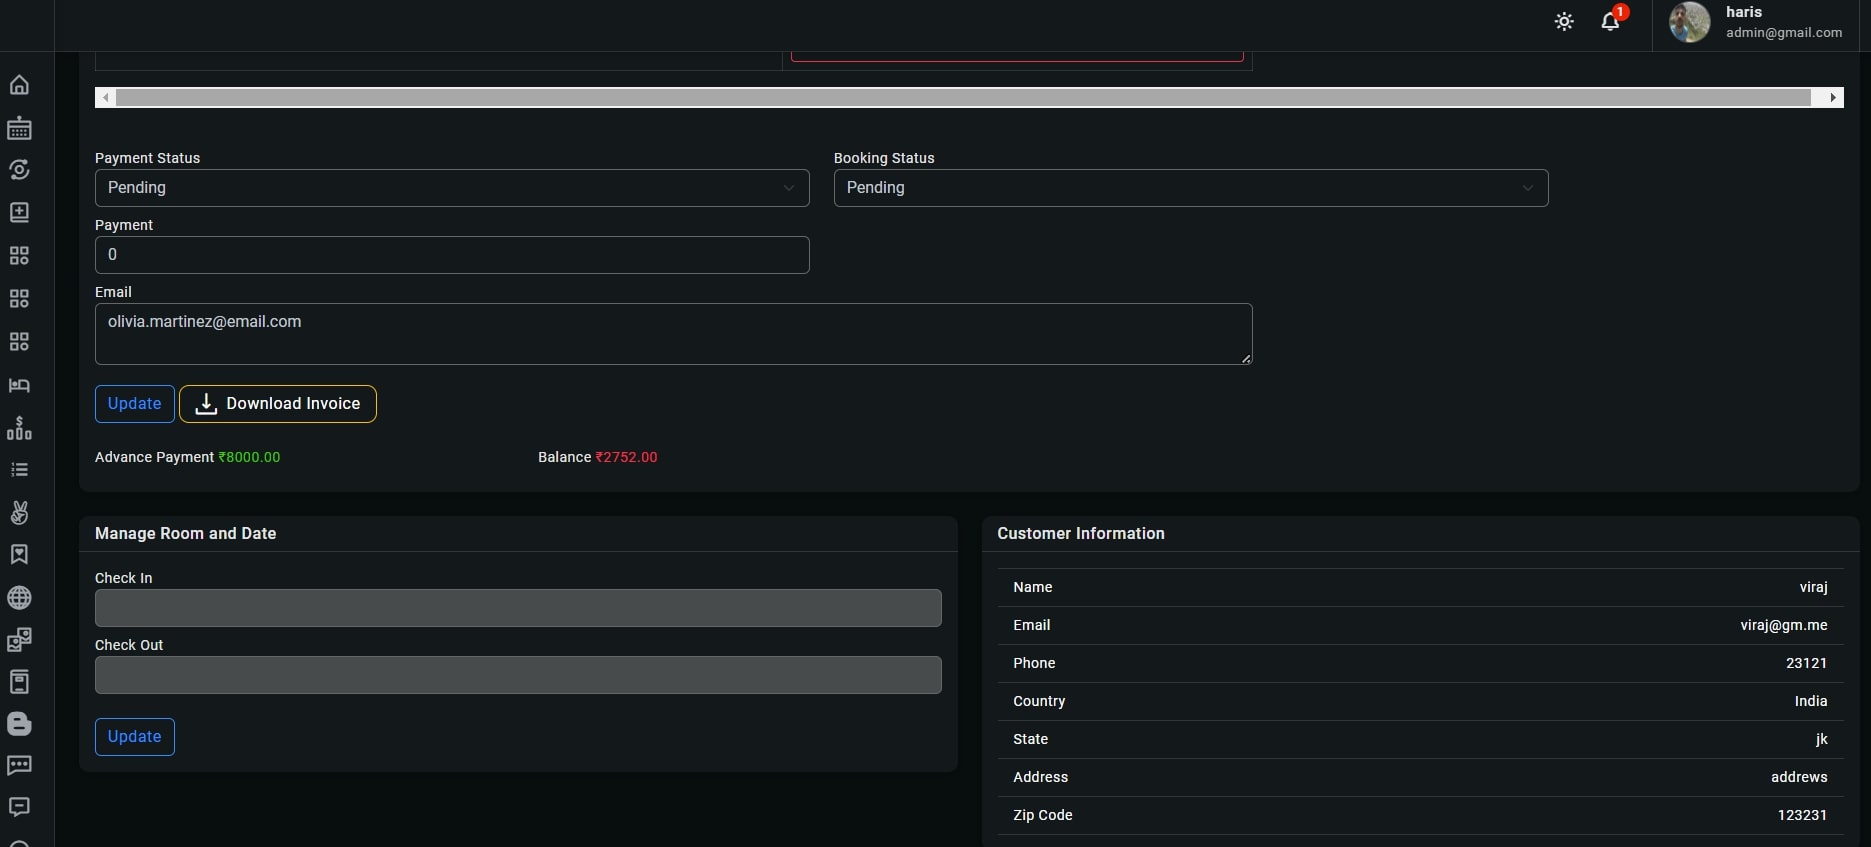 1
haris
admin@gmail.com
Payment Status
Booking Status
Pending
Pending
Payment
0
Email
olivia.martinez@email.com
Update
Download Invoice
Advance Payment ₹8000.00
Balance ₹2752.00
Manage Room and Date
Check In
Check Out
Update
Customer Information
Name viraj
Email viraj@gm.me
Phone 23121
Country India
State jk
Address addrews
Zip Code 123231